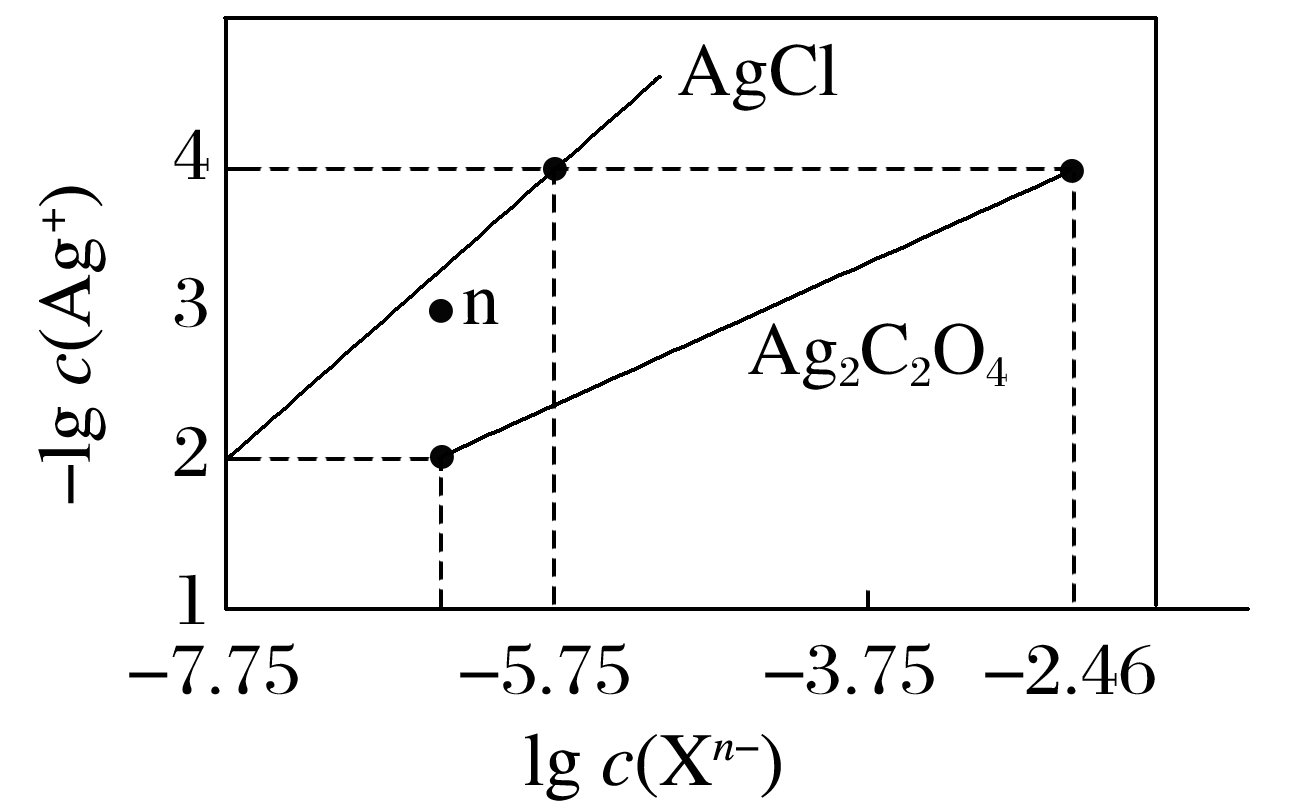 AgCl
4
3
n
2
1
Ag₂C₂O₄
−lg c(Ag⁺)
−7.75 −5.75 −3.75 −2.46
lg c(Xⁿ⁻)